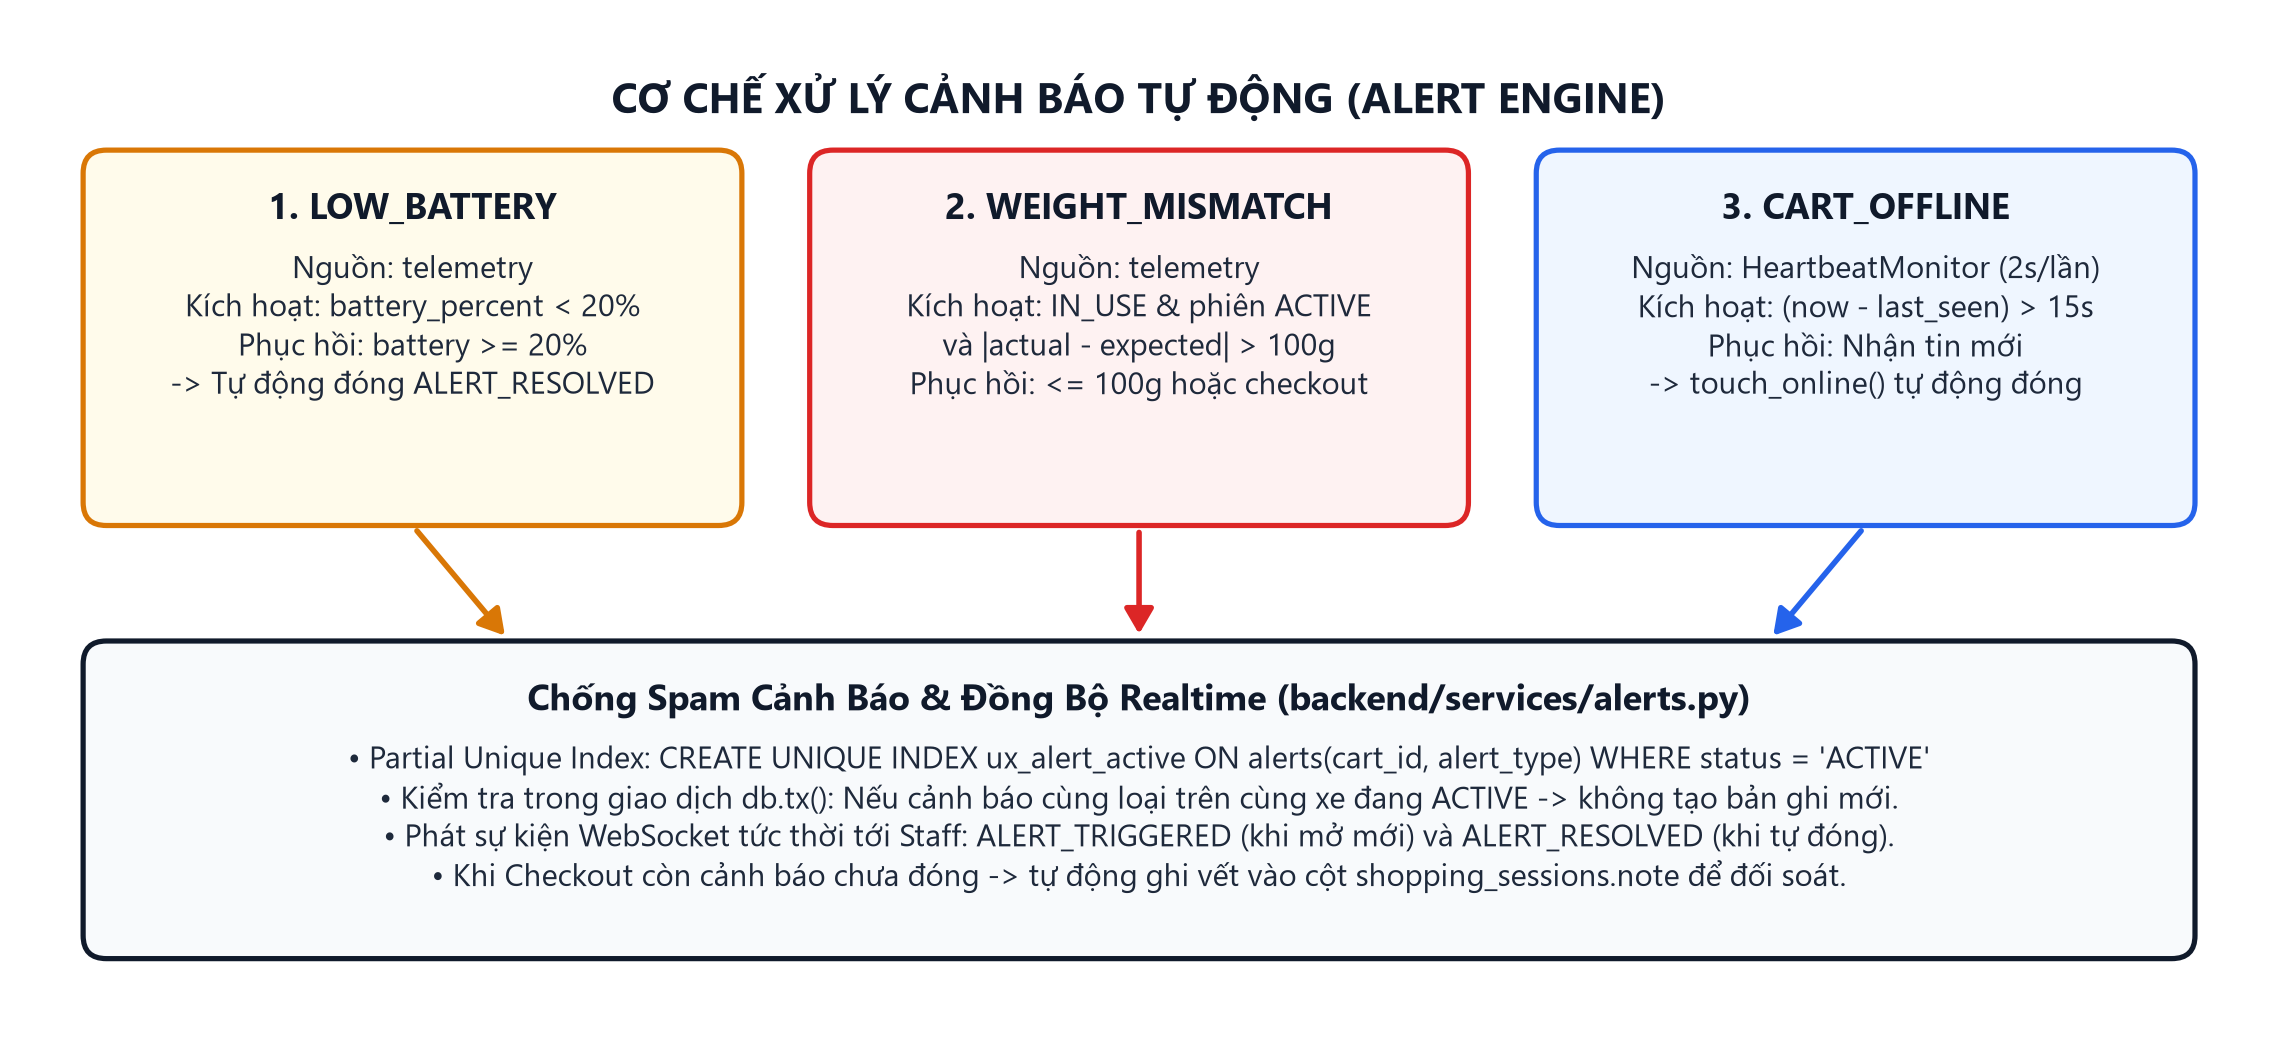 CƠ CHẾ XỬ LÝ CẢNH BÁO TỰ ĐỘNG (ALERT ENGINE)
1. LOW_BATTERY
Nguồn: telemetry
Kích hoạt: battery_percent < 20%
Phục hồi: battery >= 20%
-> Tự động đóng ALERT_RESOLVED
2. WEIGHT_MISMATCH
Nguồn: telemetry
Kích hoạt: IN_USE & phiên ACTIVE
và |actual - expected| > 100g
Phục hồi: <= 100g hoặc checkout
3. CART_OFFLINE
Nguồn: HeartbeatMonitor (2s/lần)
Kích hoạt: (now - last_seen) > 15s
Phục hồi: Nhận tin mới
-> touch_online() tự động đóng
Chống Spam Cảnh Báo & Đồng Bộ Realtime (backend/services/alerts.py)
• Partial Unique Index: CREATE UNIQUE INDEX ux_alert_active ON alerts(cart_id, alert_type) WHERE status = 'ACTIVE'
• Kiểm tra trong giao dịch db.tx(): Nếu cảnh báo cùng loại trên cùng xe đang ACTIVE -> không tạo bản ghi mới.
• Phát sự kiện WebSocket tức thời tới Staff: ALERT_TRIGGERED (khi mở mới) và ALERT_RESOLVED (khi tự đóng).
• Khi Checkout còn cảnh báo chưa đóng -> tự động ghi vết vào cột shopping_sessions.note để đối soát.